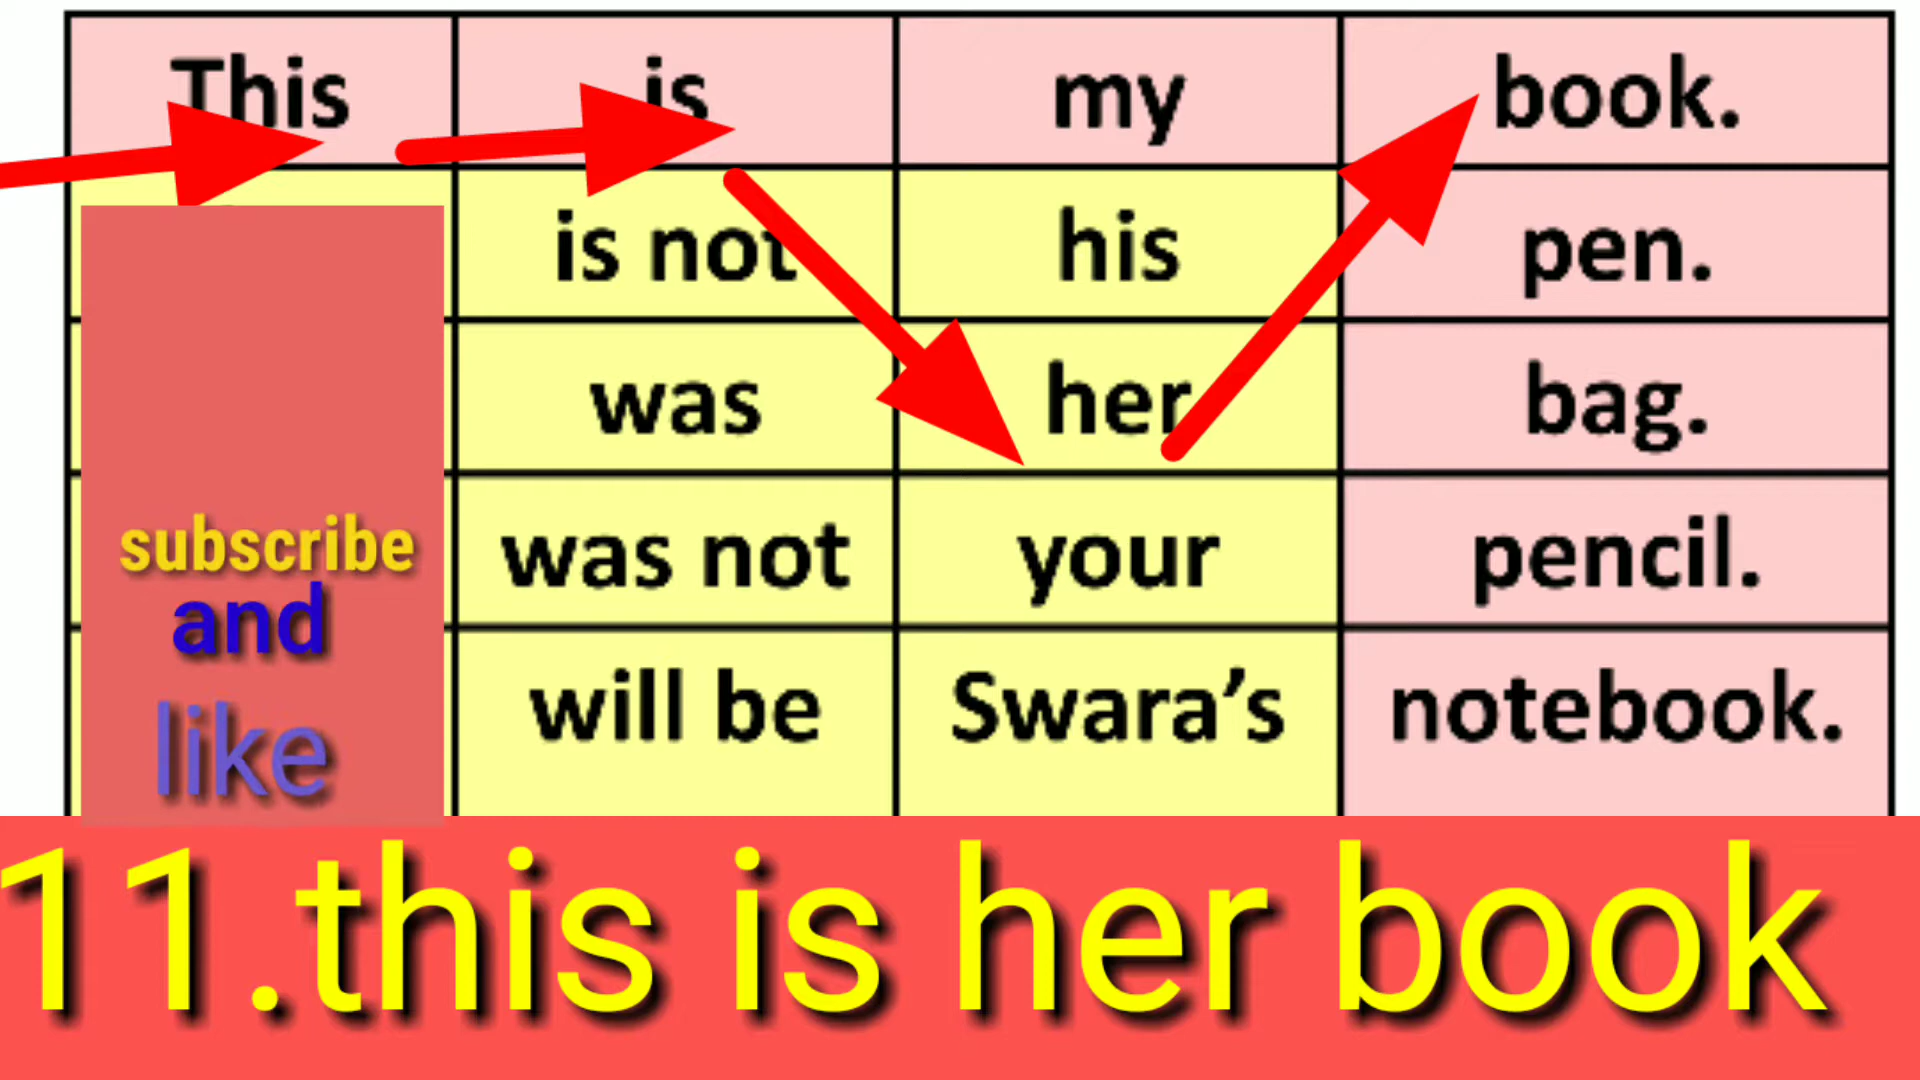 This is my book.
is not his pen.
was her bag.
subscribe was not your pencil.
and
like will be Swara's notebook.
11.this is her book